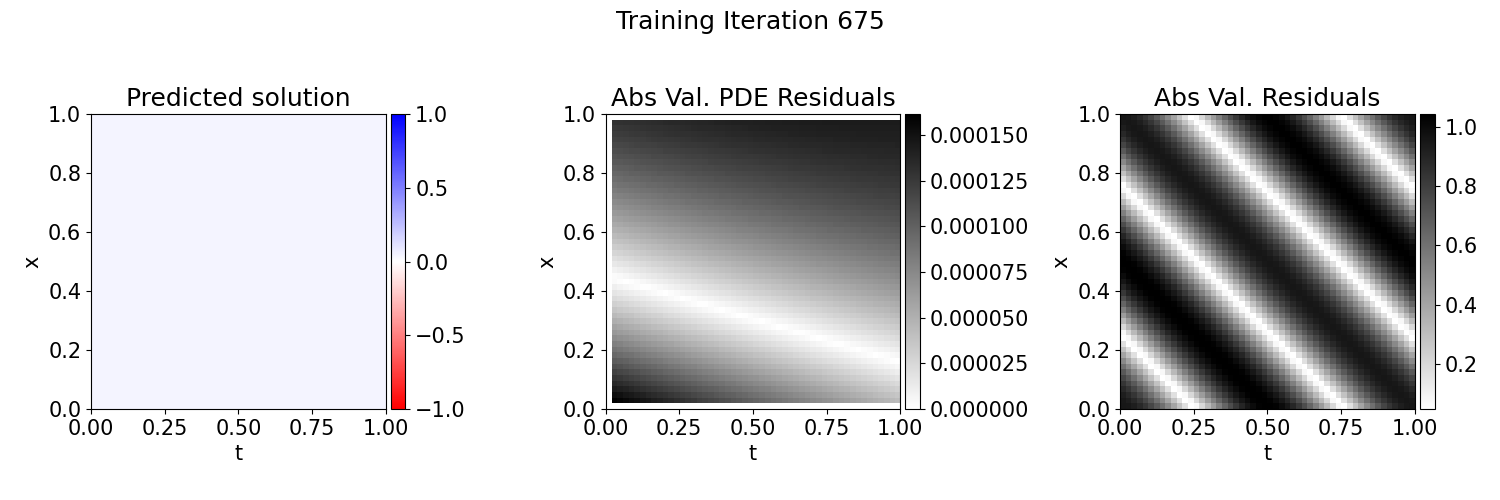 Training Iteration 675
Predicted solution
1.0
0.8
0.6
0.4
0.2
0.0
x
0.00 0.25 0.50 0.75 1.00
t
1.0
0.5
0.0
−0.5
−1.0
Abs Val. PDE Residuals
1.0
0.8
0.6
0.4
0.2
0.0
x
0.00 0.25 0.50 0.75 1.00
t
0.000150
0.000125
0.000100
0.000075
0.000050
0.000025
0.000000
Abs Val. Residuals
1.0
0.8
0.6
0.4
0.2
0.0
x
0.00 0.25 0.50 0.75 1.00
t
1.0
0.8
0.6
0.4
0.2